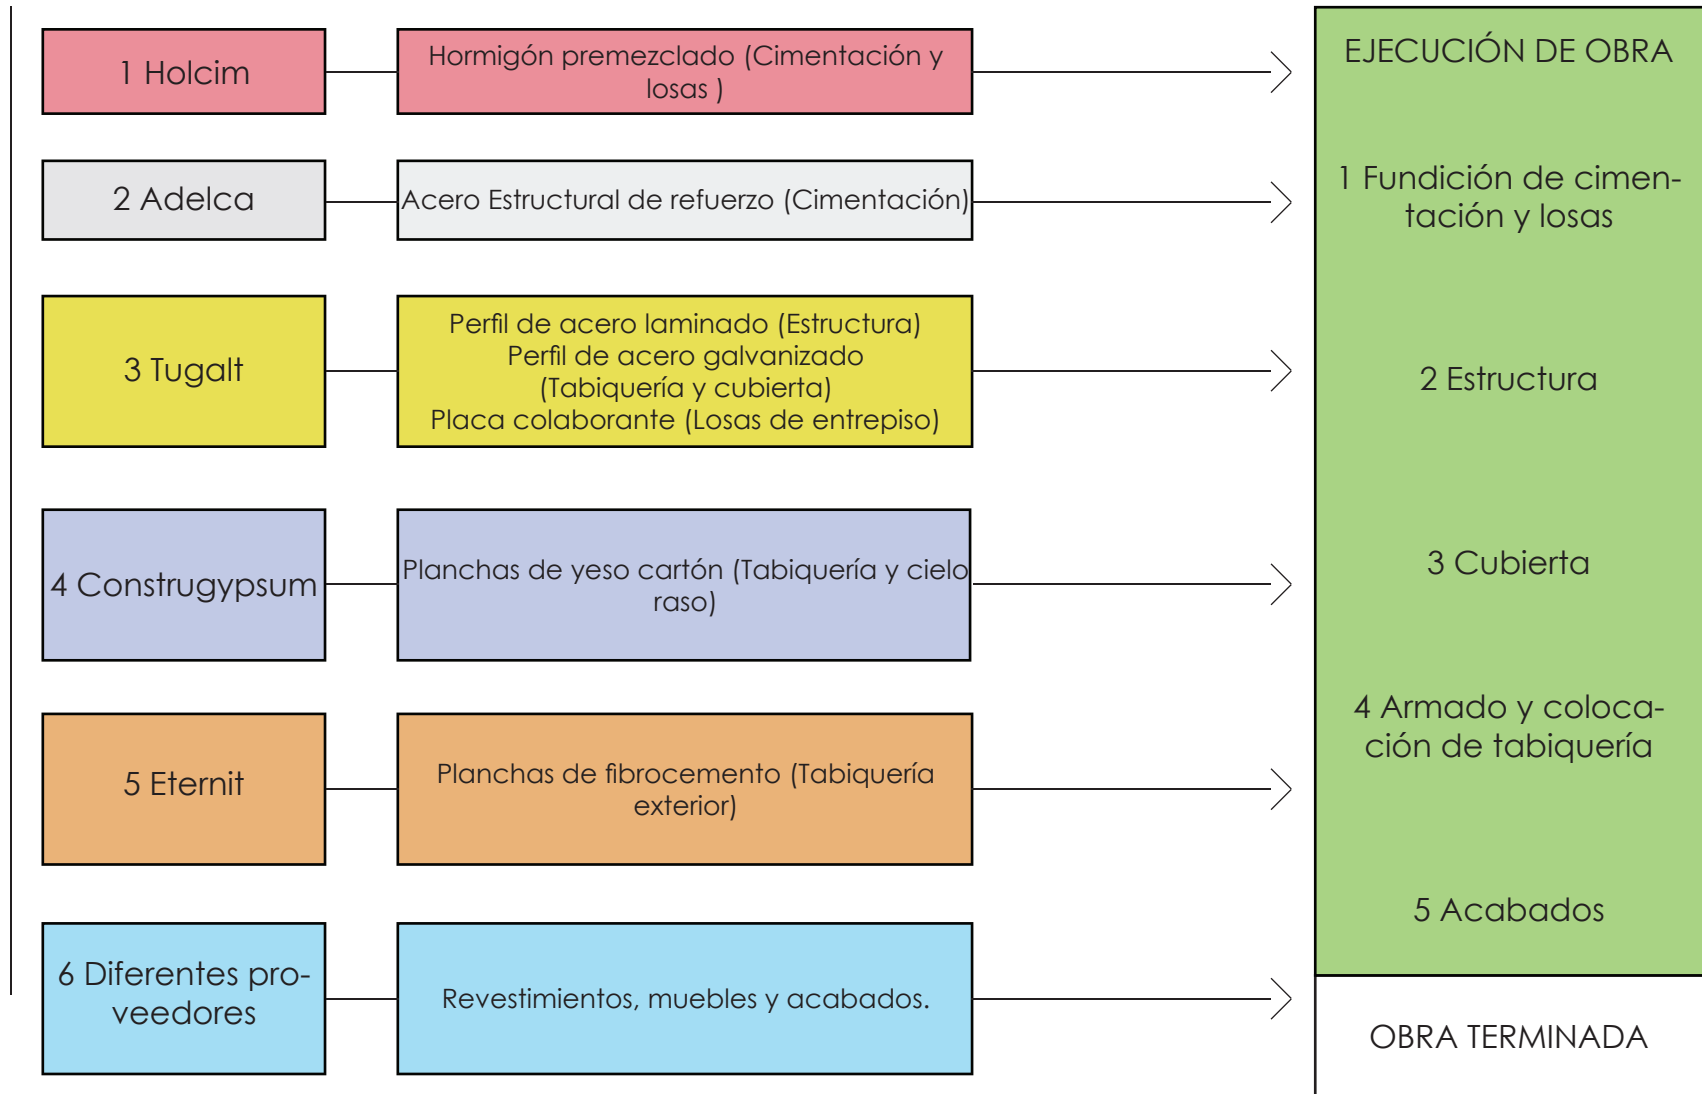 1 Holcim
Hormigón premezclado (Cimentación y
losas )
2 Adelca
Acero Estructural de refuerzo (Cimentación)
3 Tugalt
Perfil de acero laminado (Estructura)
Perfil de acero galvanizado
(Tabiquería y cubierta)
Placa colaborante (Losas de entrepiso)
4 Construgypsum
Planchas de yeso cartón (Tabiquería y cielo
raso)
5 Eternit
Planchas de fibrocemento (Tabiquería
exterior)
6 Diferentes pro-
veedores
Revestimientos, muebles y acabados.
EJECUCIÓN DE OBRA
1 Fundición de cimen-
tación y losas
2 Estructura
3 Cubierta
4 Armado y coloca-
ción de tabiquería
5 Acabados
OBRA TERMINADA